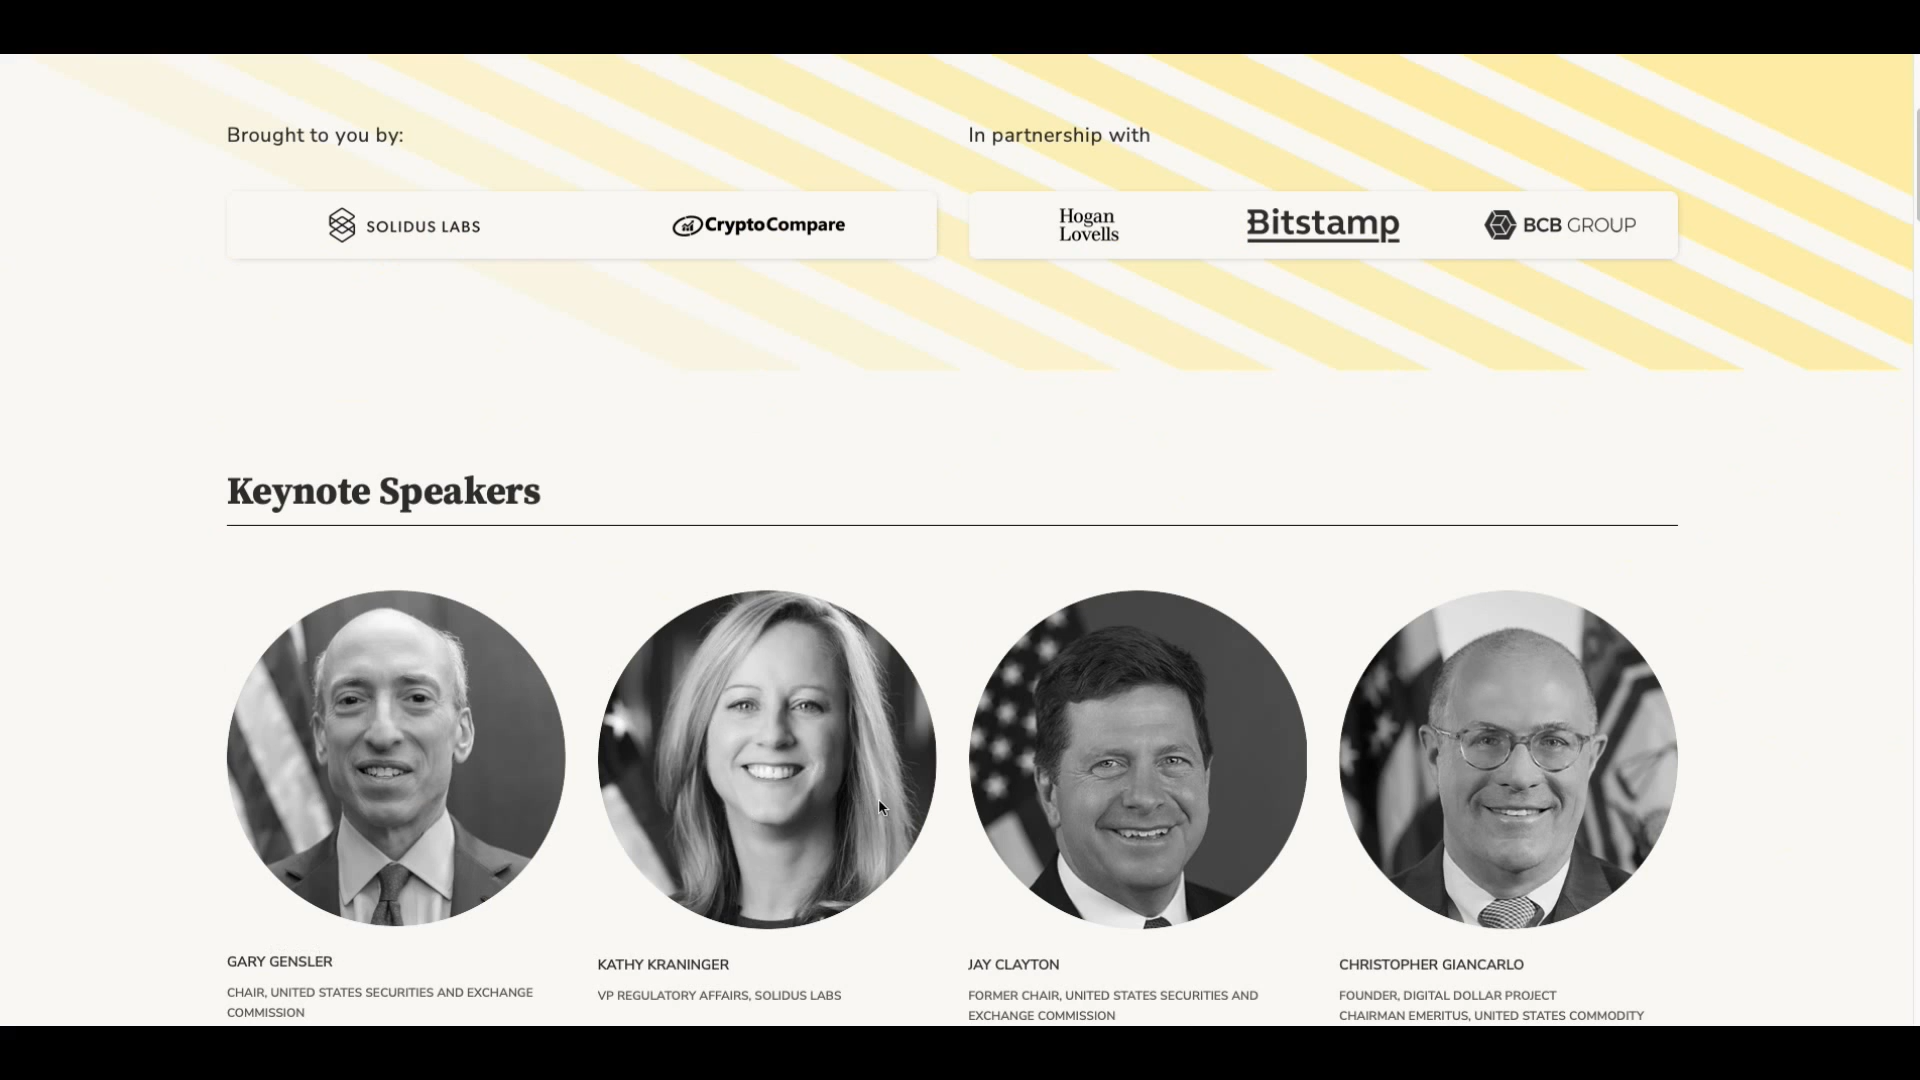 Brought to you by:
In partnership with
SOLIDUS LABS
CryptoCompare
Hogan
Lovells
Bitstamp
BCB GROUP
Keynote Speakers
GARY GENSLER
CHAIR, UNITED STATES SECURITIES AND EXCHANGE
COMMISSION
KATHY KRANINGER
VP REGULATORY AFFAIRS, SOLIDUS LABS
JAY CLAYTON
FORMER CHAIR, UNITED STATES SECURITIES AND
EXCHANGE COMMISSION
CHRISTOPHER GIANCARLO
FOUNDER, DIGITAL DOLLAR PROJECT
CHAIRMAN EMERITUS, UNITED STATES COMMODITY